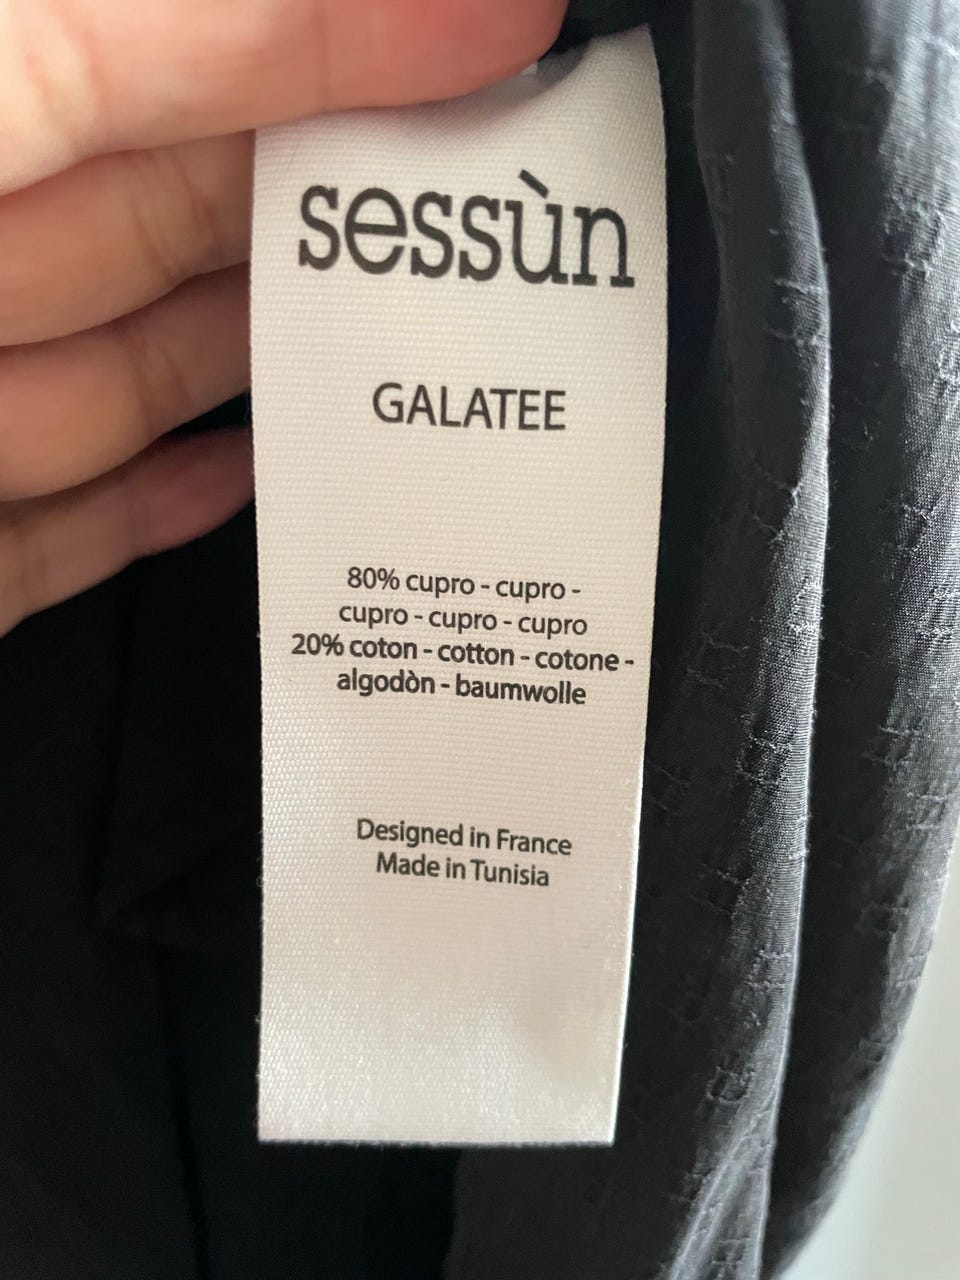 sessùn
GALATEE
80% cupro - cupro -
cupro - cupro - cupro
20% coton - cotton - cotone -
algodòn - baumwolle
Designed in France
Made in Tunisia